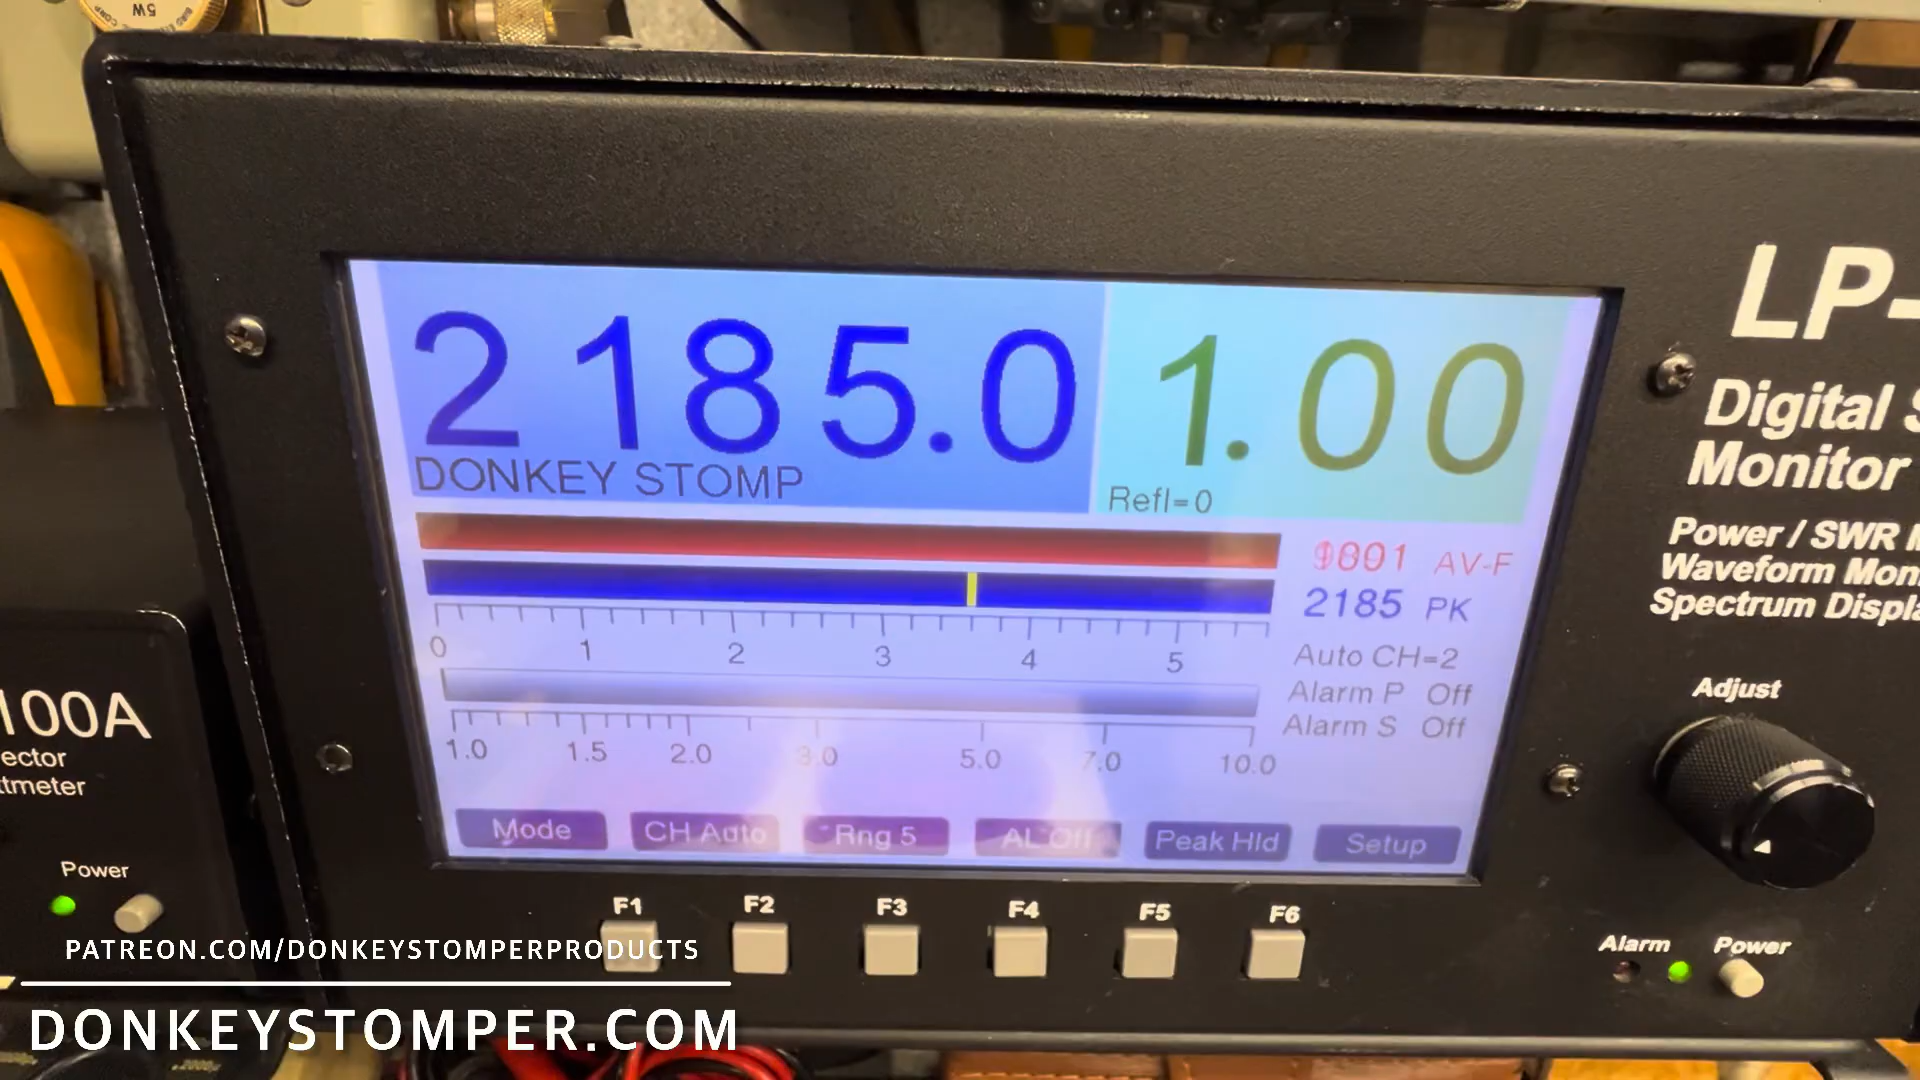 5W
LP-
Digital
Monitor
Power / SWR
Waveform
Spectrum
2185.0 1.00
DONKEY STOMP
Refl=0
AV-F
2185 PK
0 1 2 3 4 5
Auto CH=2
Alarm P Off
Alarm S Off
1.0 1.5 2.0 3.0 5.0 7.0 10.0
Mode CH Auto Rng 5 AL Off Peak Hld Setup
F1 F2 F3 F4 F5 F6
Adjust
Alarm Power
100A
Power
PATREON.COM/DONKEYSTOMPERPRODUCTS
DONKEYSTOMPER.COM